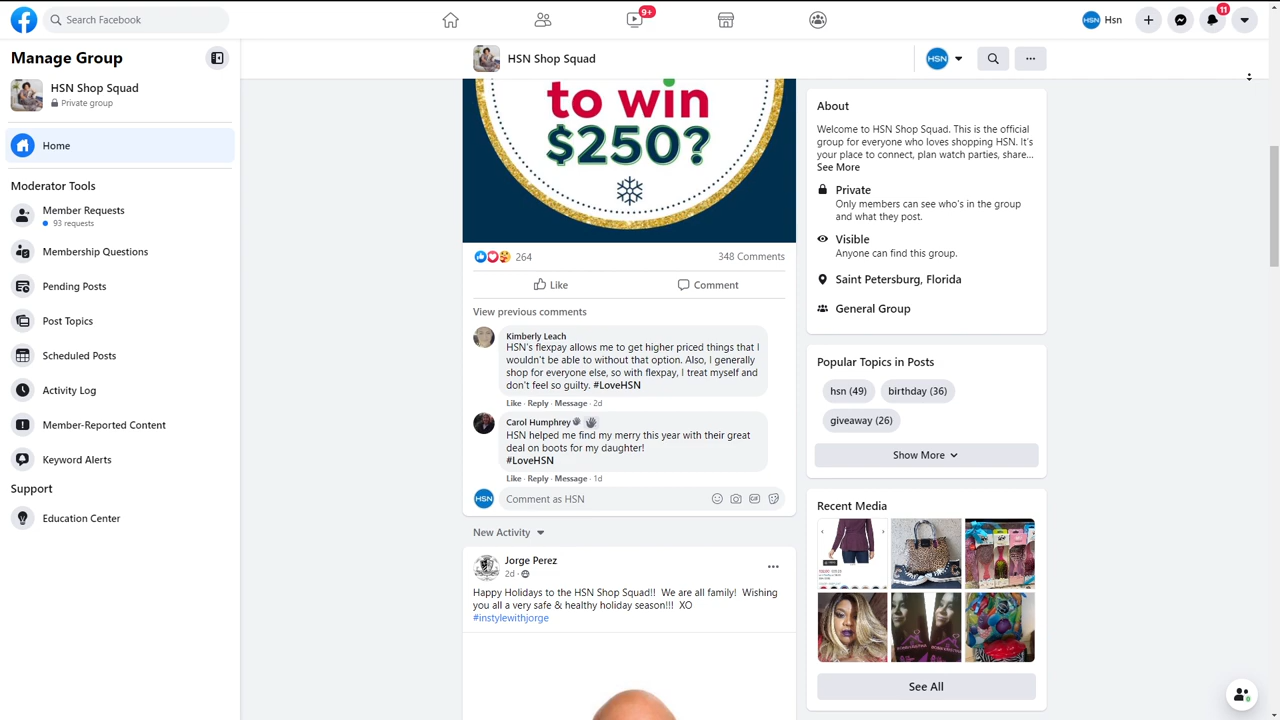 Search Facebook
9+
HSN
Hsn
11
Manage Group
HSN Shop Squad
Private group
Home
Moderator Tools
Member Requests
93 requests
Membership Questions
Pending Posts
Post Topics
Scheduled Posts
Activity Log
Member-Reported Content
Keyword Alerts
Support
Education Center
HSN Shop Squad
HSN
to win
$250?
264
348 Comments
Like
Comment
View previous comments
Kimberly Leach
HSN's flexpay allows me to get higher priced things that I
wouldn't be able to without that option. Also, I generally
shop for everyone else, so with flexpay, I treat myself and
don't feel so guilty. #LoveHSN
Like · Reply · Message · 2d
Carol Humphrey
HSN helped me find my merry this year with their great
deal on boots for my daughter!
#LoveHSN
Like · Reply · Message · 1d
HSN
Comment as HSN
GIF
New Activity
Jorge Perez
2d ·
Happy Holidays to the HSN Shop Squad!! We are all family! Wishing
you all a very safe & healthy holiday season!!! XO
#instylewithjorge
About
Welcome to HSN Shop Squad. This is the official
group for everyone who loves shopping HSN. It's
your place to connect, plan watch parties, share...
See More
Private
Only members can see who's in the group
and what they post.
Visible
Anyone can find this group.
Saint Petersburg, Florida
General Group
Popular Topics in Posts
hsn (49)
birthday (36)
giveaway (26)
Show More
Recent Media
See All